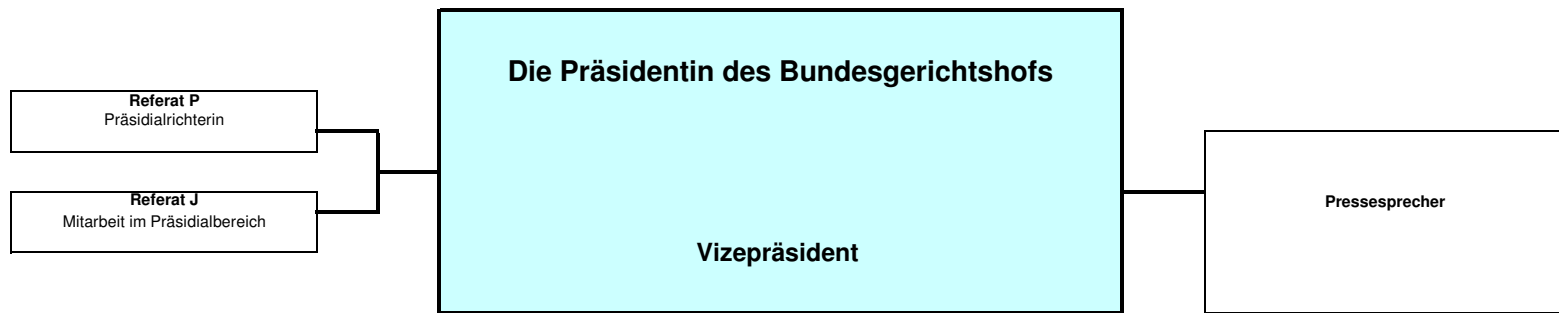 Die Präsidentin des Bundesgerichtshofs
Referat P
Präsidialrichterin
Referat J
Mitarbeit im Präsidialbereich
Pressesprecher
Vizepräsident